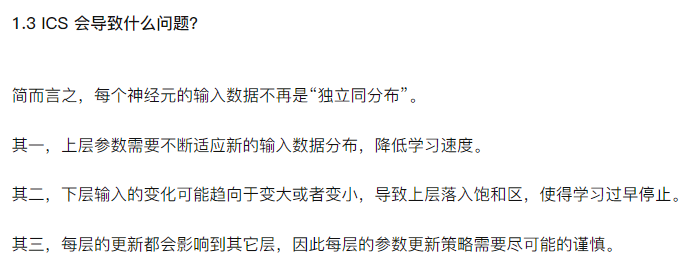 1.3 ICS 会导致什么问题？
简而言之，每个神经元的输入数据不再是“独立同分布”。
其一，上层参数需要不断适应新的输入数据分布，降低学习速度。
其二，下层输入的变化可能趋向于变大或者变小，导致上层落入饱和区，使得学习过早停止。
其三，每层的更新都会影响到其它层，因此每层的参数更新策略需要尽可能的谨慎。